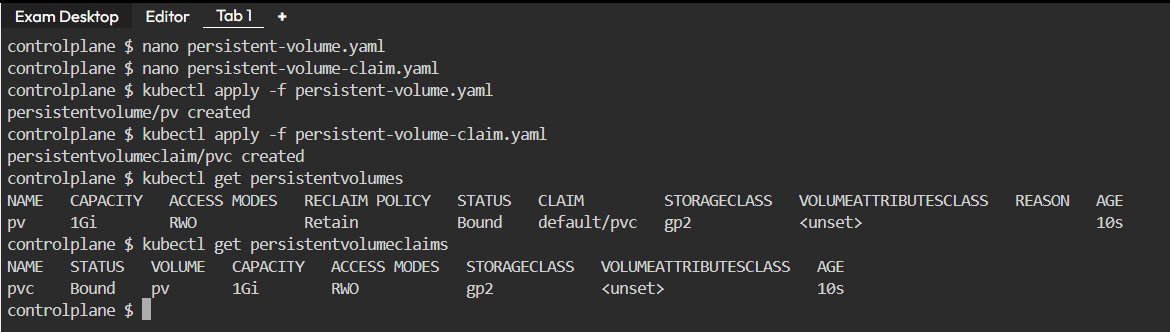 Exam Desktop Editor Tab 1 +
controlplane $ nano persistent-volume.yaml
controlplane $ nano persistent-volume-claim.yaml
controlplane $ kubectl apply -f persistent-volume.yaml
persistentvolume/pv created
controlplane $ kubectl apply -f persistent-volume-claim.yaml
persistentvolumeclaim/pvc created
controlplane $ kubectl get persistentvolumes
NAME CAPACITY ACCESS MODES RECLAIM POLICY STATUS CLAIM STORAGECLASS VOLUMEATTRIBUTESCLASS REASON AGE
pv 1Gi RWO Retain Bound default/pvc gp2 <unset> 10s
controlplane $ kubectl get persistentvolumeclaims
NAME STATUS VOLUME CAPACITY ACCESS MODES STORAGECLASS VOLUMEATTRIBUTESCLASS AGE
pvc Bound pv 1Gi RWO gp2 <unset> 10s
controlplane $